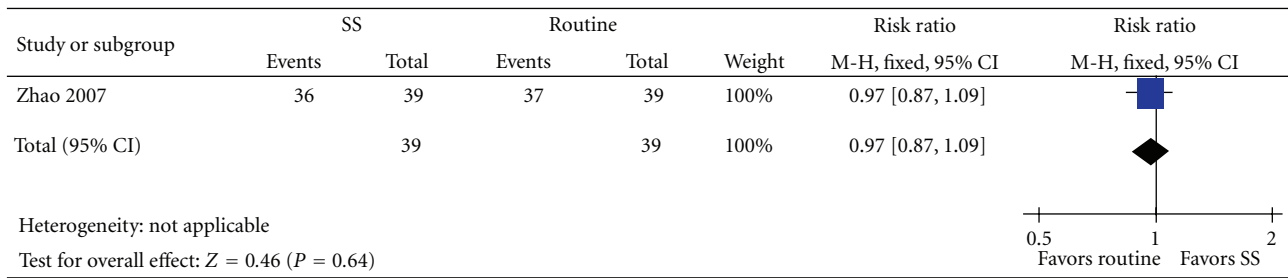 Study or subgroup SS Routine Risk ratio Risk ratio
Events Total Events Total Weight M-H, fixed, 95% CI M-H, fixed, 95% CI
Zhao 2007 36 39 37 39 100% 0.97 [0.87, 1.09]
Total (95% CI) 39 39 100% 0.97 [0.87, 1.09]
Heterogeneity: not applicable
Test for overall effect: Z = 0.46 (P = 0.64)
0.5 1 2
Favors routine Favors SS